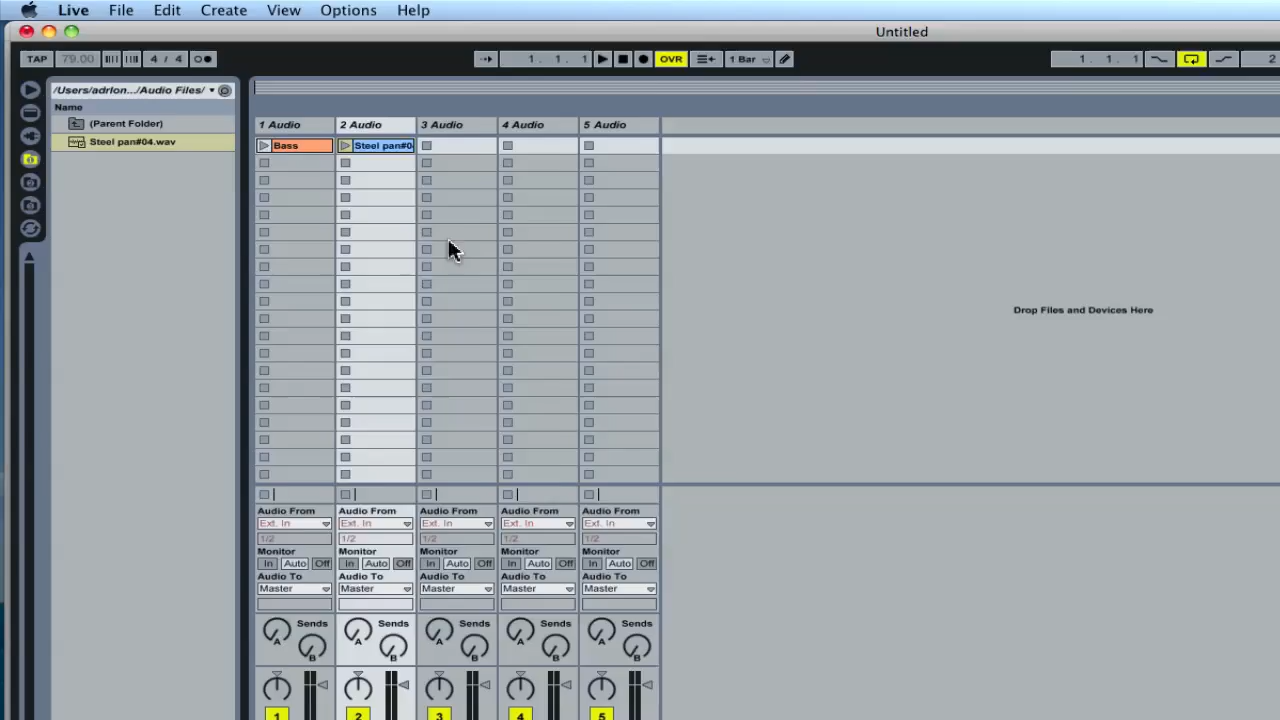 Live File Edit Create View Options Help
Untitled
TAP 79.00 4 / 4 1. 1. 1 OVR 1 Bar 1. 1. 1 2
/Users/adrlon.../Audio Files/
Name
(Parent Folder)
Steel pan#04.wav
1 Audio 2 Audio 3 Audio 4 Audio 5 Audio
Bass Steel pan#0
Drop Files and Devices Here
Audio From Audio From Audio From Audio From Audio From
Ext. In Ext. In Ext. In Ext. In Ext. In
1/2 1/2 1/2 1/2 1/2
Monitor Monitor Monitor Monitor Monitor
In Auto Off In Auto Off In Auto Off In Auto Off In Auto Off
Audio To Audio To Audio To Audio To Audio To
Master Master Master Master Master
Sends Sends Sends Sends Sends
A A A A A
B B B B B
1 2 3 4 5